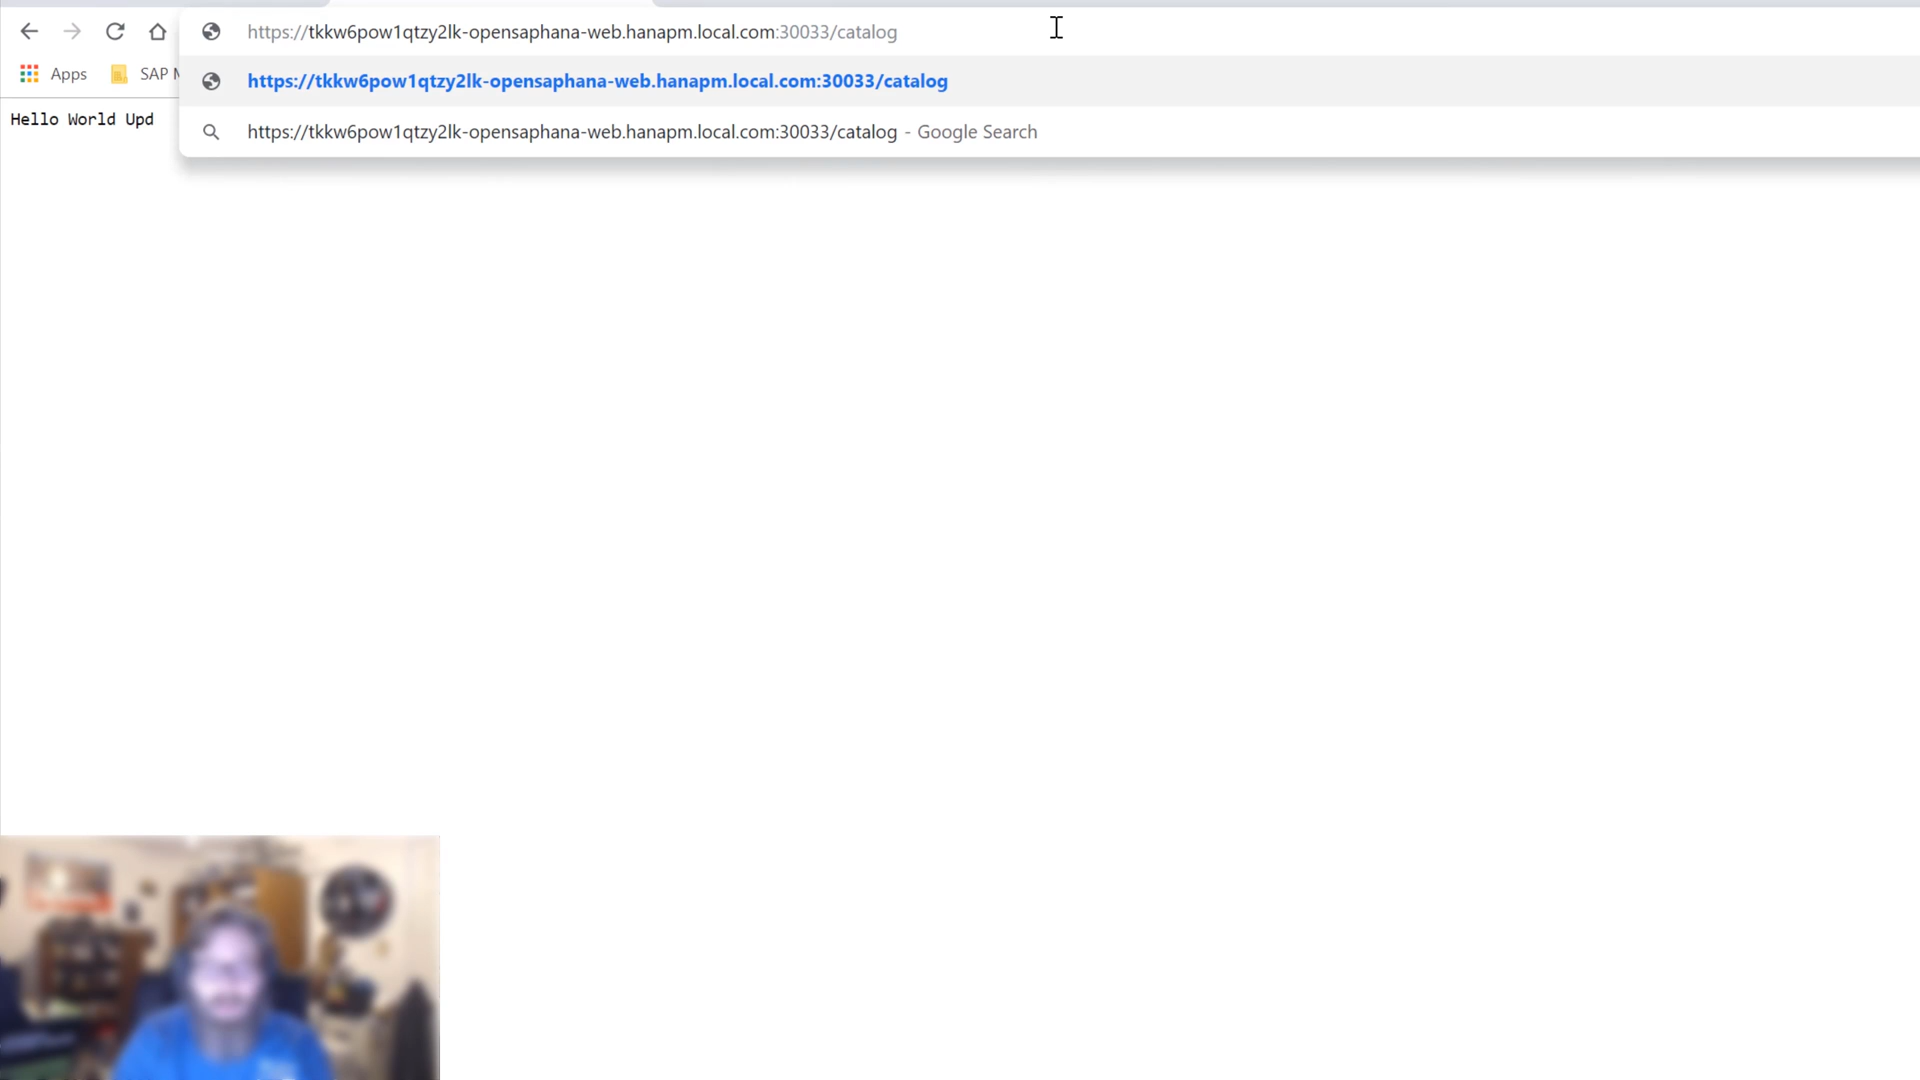 https://tkkw6pow1qtzy2lk-opensaphana-web.hanapm.local.com:30033/catalog
https://tkkw6pow1qtzy2lk-opensaphana-web.hanapm.local.com:30033/catalog
Apps SAP
Hello World Upd
https://tkkw6pow1qtzy2lk-opensaphana-web.hanapm.local.com:30033/catalog - Google Search